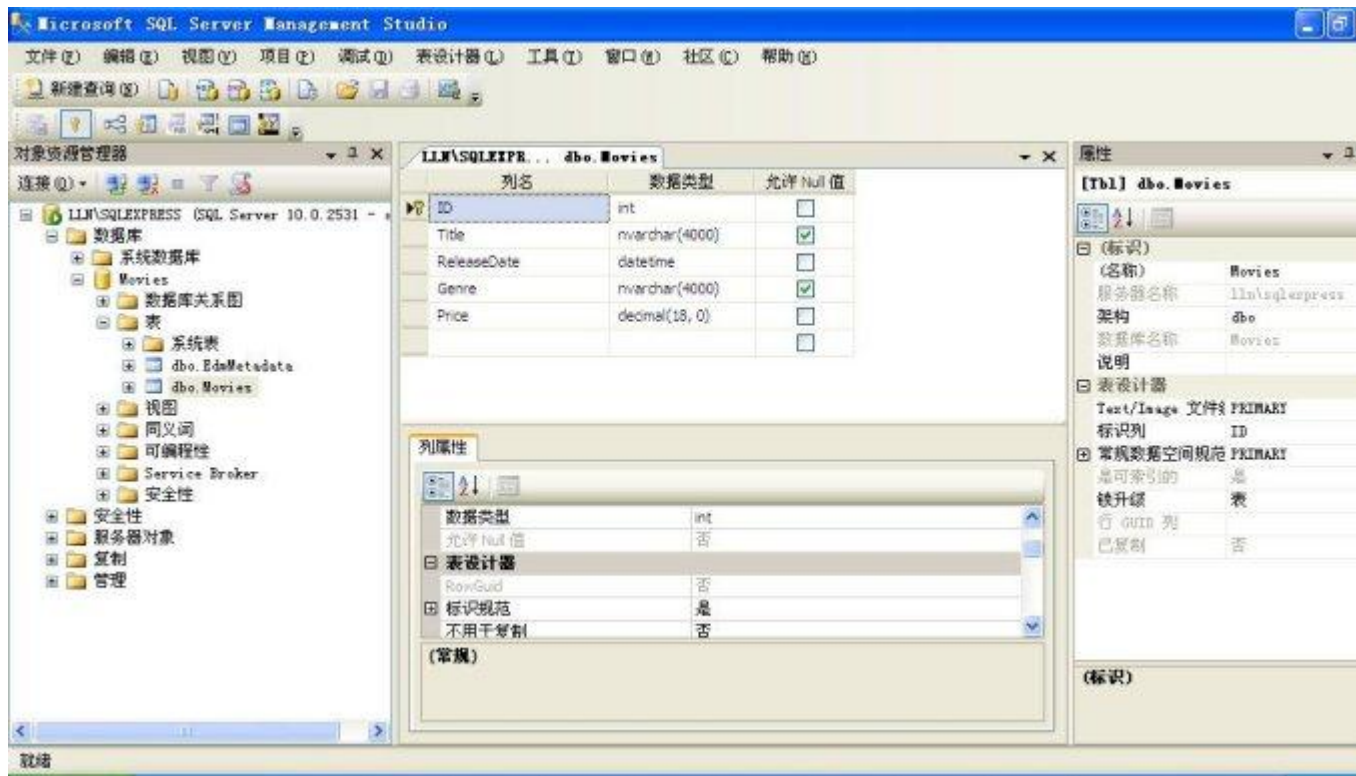 Microsoft SQL Server Management Studio
文件(F) 编辑(E) 视图(V) 项目(P) 调试(D) 表设计器(L) 工具(T) 窗口(W) 社区(C) 帮助(H)
新建查询(N)
对象资源管理器
连接(O)
LLN\SQLEXPRESS (SQL Server 10.0.2531 -
数据库
系统数据库
Movies
数据库关系图
表
系统表
dbo.EdmMetadata
dbo.Movies
视图
同义词
可编程性
Service Broker
安全性
安全性
服务器对象
复制
管理
LLN\SQLEXPR... dbo.Movies
列名 数据类型 允许 Null 值
ID int
Title nvarchar(4000)
ReleaseDate datetime
Genre nvarchar(4000)
Price decimal(18, 0)
列属性
数据类型 int
允许 Null 值 否
表设计器
RowGuid 否
标识规范 是
不用于复制 否
(常规)
属性
[Tbl] dbo.Movies
(标识)
(名称) Movies
服务器名称 lln\sqlexpress
架构 dbo
数据库名称 Movies
说明
表设计器
Text/Image 文件 PRIMARY
标识列 ID
常规数据空间规范 PRIMARY
是可索引的 是
锁升级 表
行 GUID 列
已复制 否
(标识)
就绪